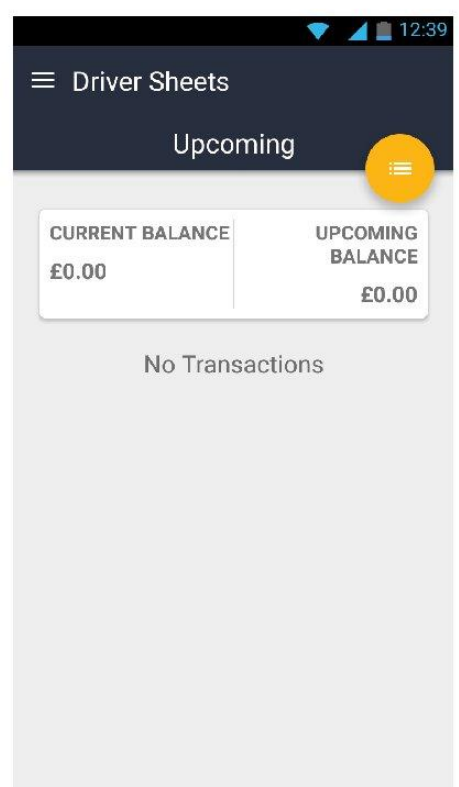 12:39
Driver Sheets
Upcoming
CURRENT BALANCE
£0.00
UPCOMING
BALANCE
£0.00
No Transactions